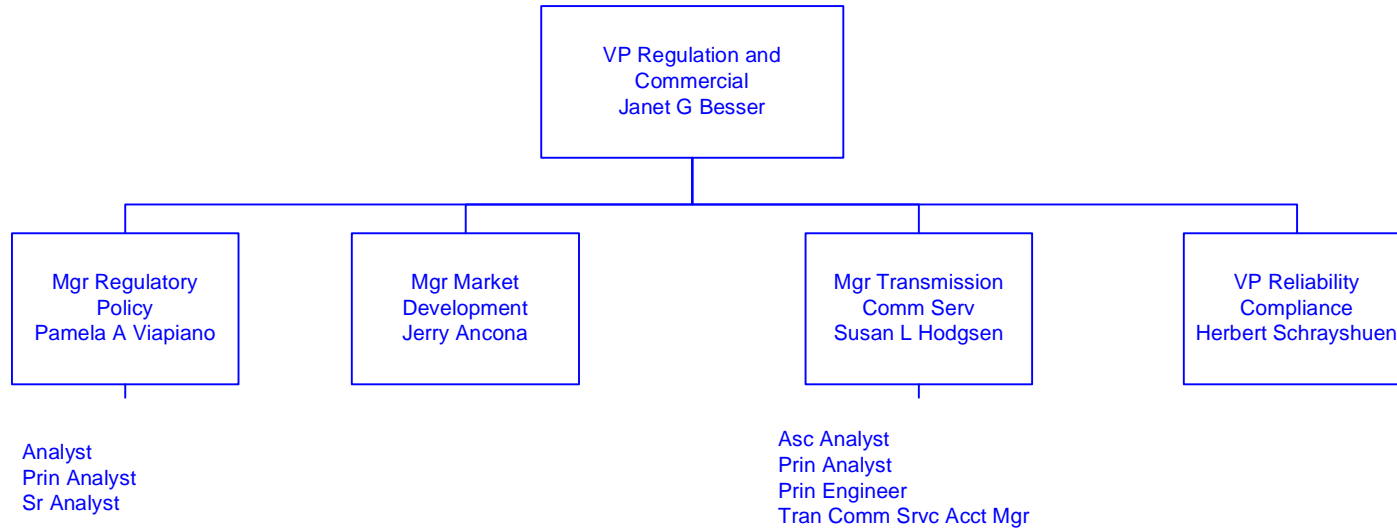 VP Regulation and
Commercial
Janet G Besser
Mgr Regulatory
Policy
Pamela A Viapiano
Mgr Market
Development
Jerry Ancona
Mgr Transmission
Comm Serv
Susan L Hodgsen
VP Reliability
Compliance
Herbert Schrayshuen
Analyst
Prin Analyst
Sr Analyst
Asc Analyst
Prin Analyst
Prin Engineer
Tran Comm Srvc Acct Mgr